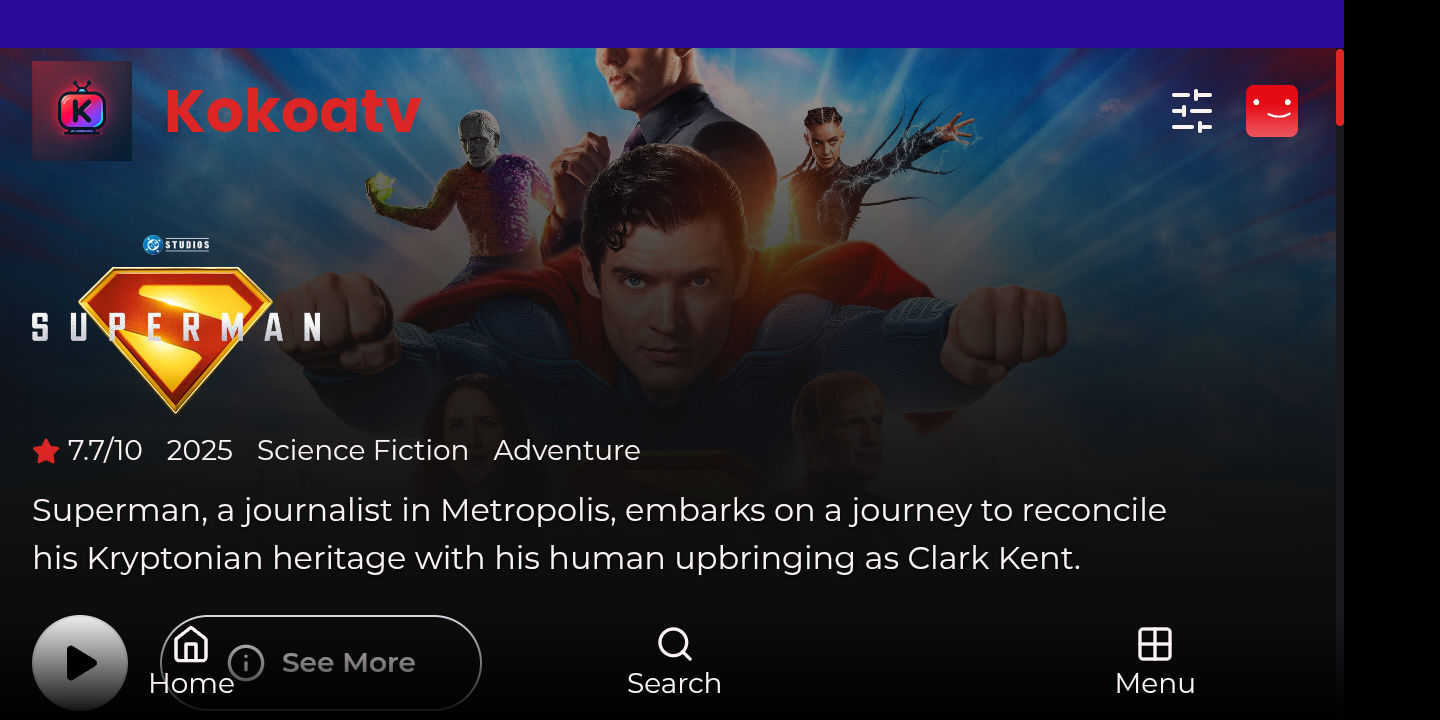 K
Kokoatv
STUDIOS
SUPERMAN
7.7/10 2025 Science Fiction Adventure
Superman, a journalist in Metropolis, embarks on a journey to reconcile
his Kryptonian heritage with his human upbringing as Clark Kent.
See More
Home Search Menu